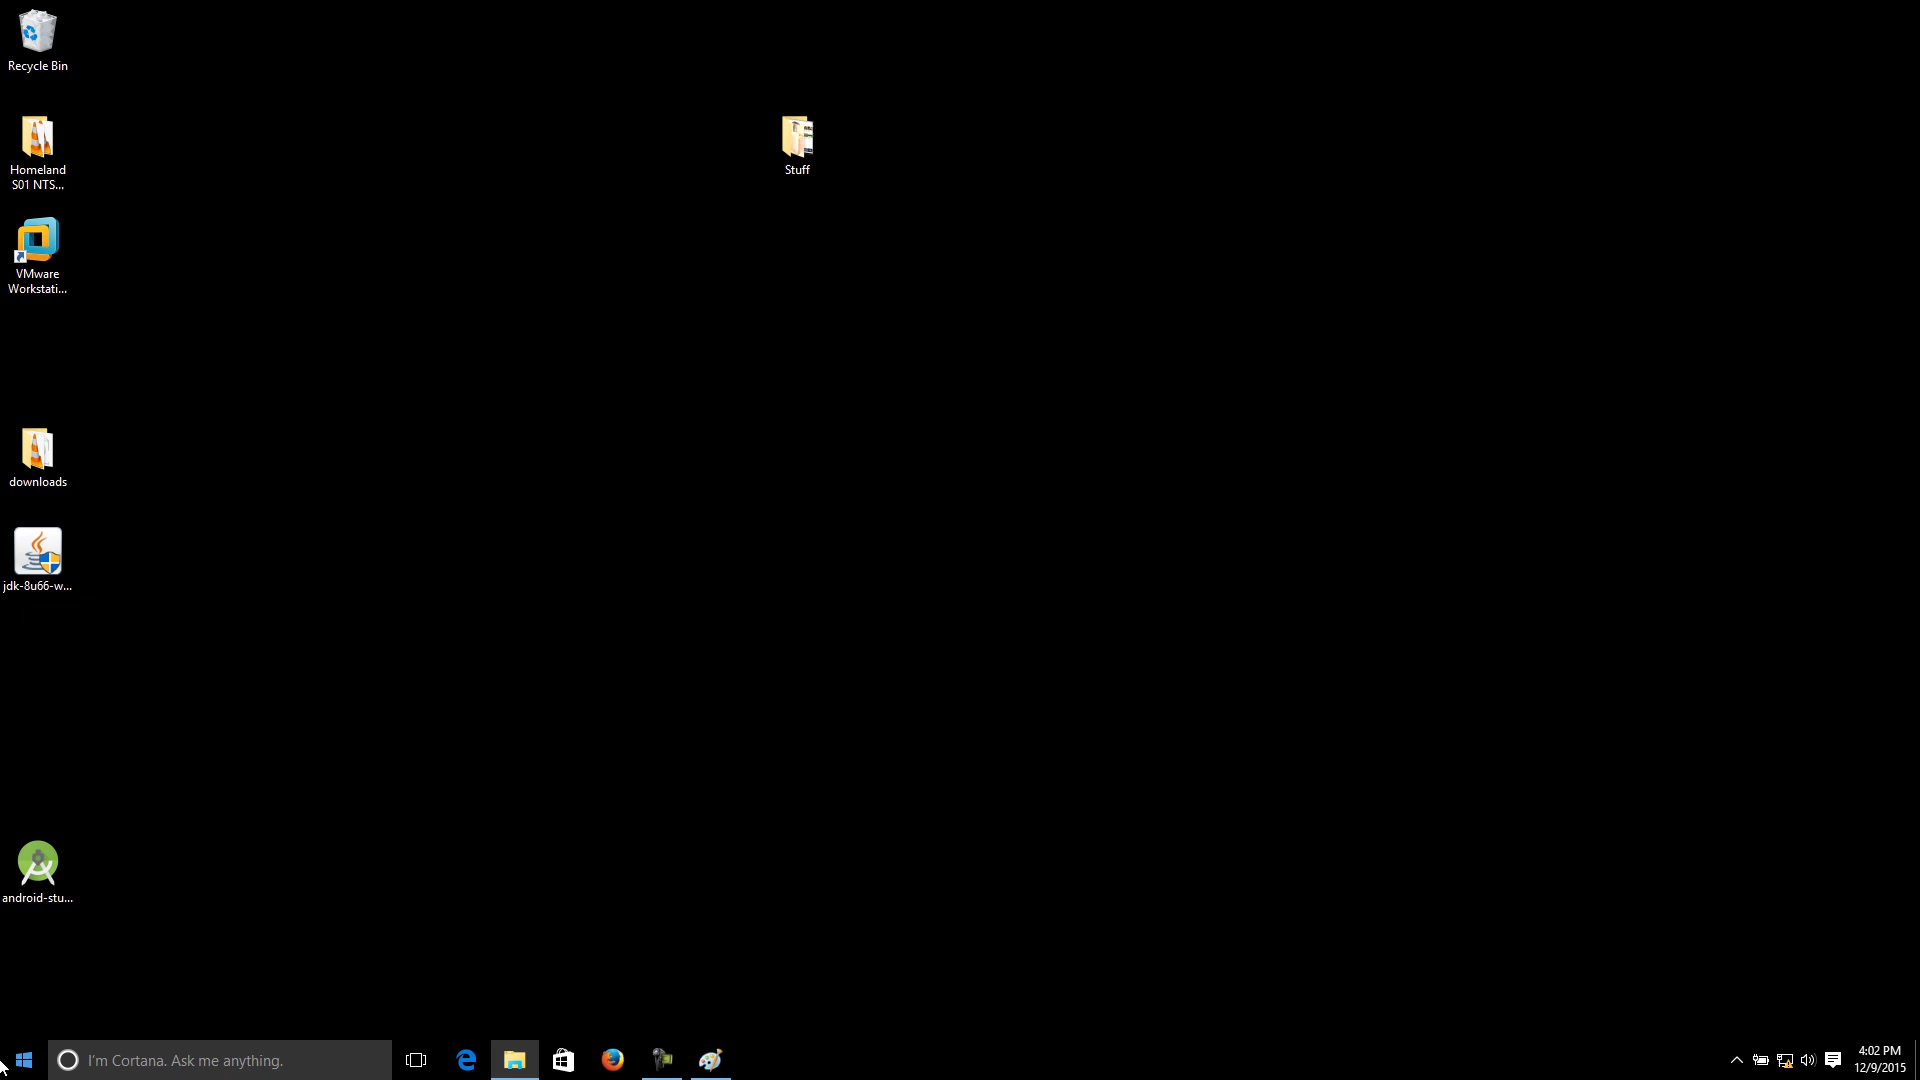 Recycle Bin
Homeland
S01 NTS...
Stuff
VMware
Workstati...
downloads
jdk-8u66-w...
android-stu...
I'm Cortana. Ask me anything.
4:02 PM
12/9/2015